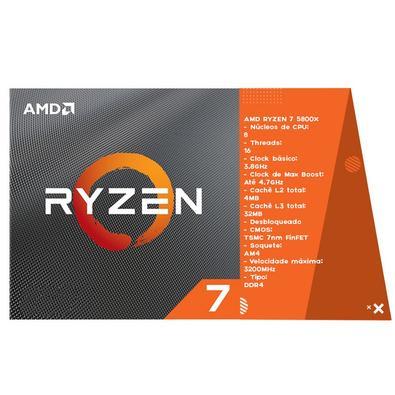 AMD
RYZEN
7
AMD RYZEN 7 5800X
- Núcleos de CPU:
8
- Threads:
16
- Clock básico:
3.8GHz
- Clock de Max Boost:
Até 4.7GHz
- Cachê L2 total:
4MB
- Cachê L3 total:
32MB
- Desbloqueado
- CMOS:
TSMC 7nm FinFET
- Soquete:
AM4
- Velocidade máxima:
3200MHz
- Tipo:
DDR4